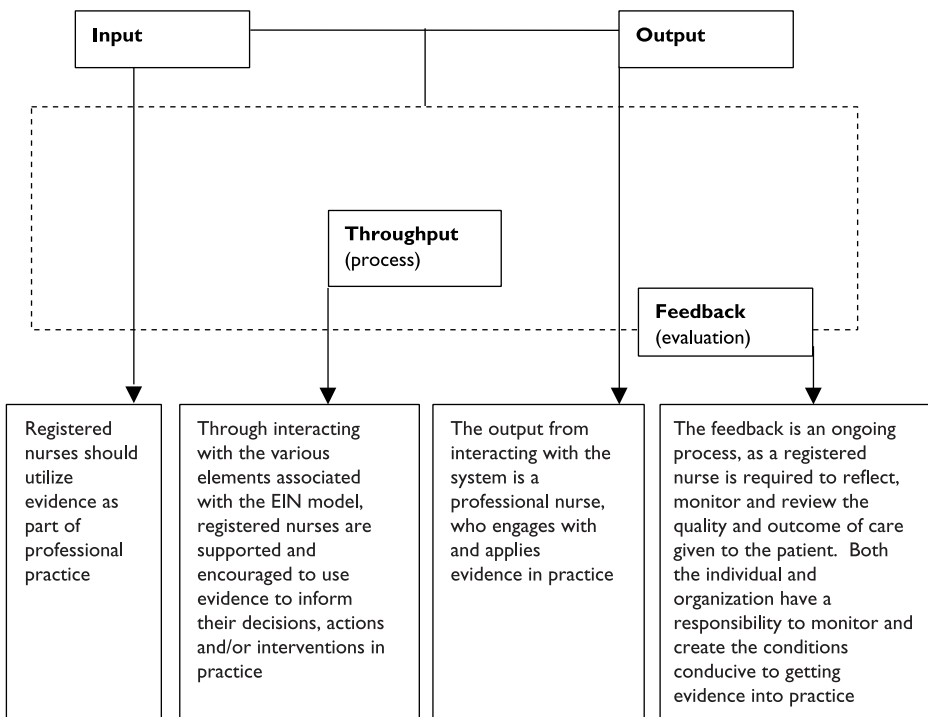 Input
Output
Throughput
(process)
Feedback
(evaluation)
Registered
nurses should
utilize
evidence as
part of
professional
practice
Through interacting
with the various
elements associated
with the EIN model,
registered nurses are
supported and
encouraged to use
evidence to inform
their decisions, actions
and/or interventions in
practice
The output from
interacting with the
system is a
professional nurse,
who engages with
and applies
evidence in practice
The feedback is an ongoing
process, as a registered
nurse is required to reflect,
monitor and review the
quality and outcome of care
given to the patient.  Both
the individual and
organization have a
responsibility to monitor and
create the conditions
conducive to getting
evidence into practice